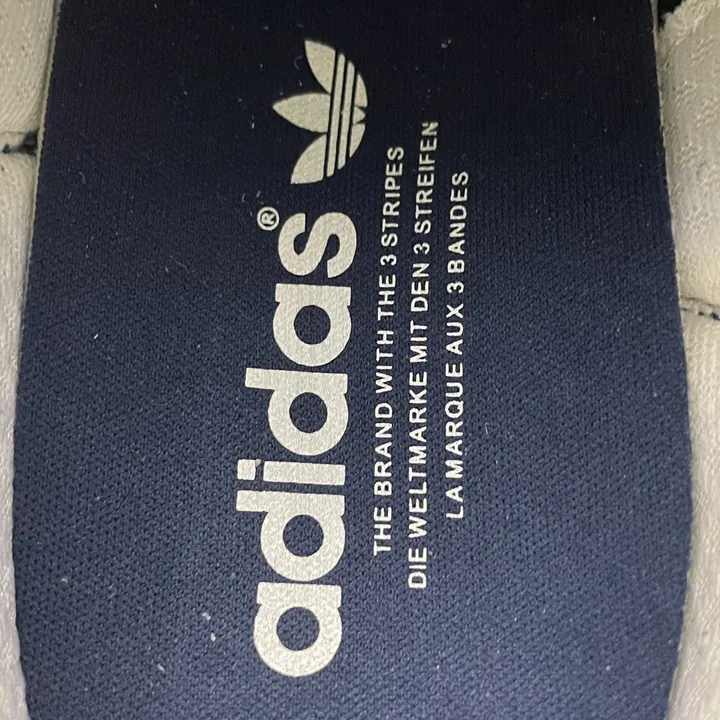 adidas®
THE BRAND WITH THE 3 STRIPES
DIE WELTMARKE MIT DEN 3 STREIFEN
LA MARQUE AUX 3 BANDES